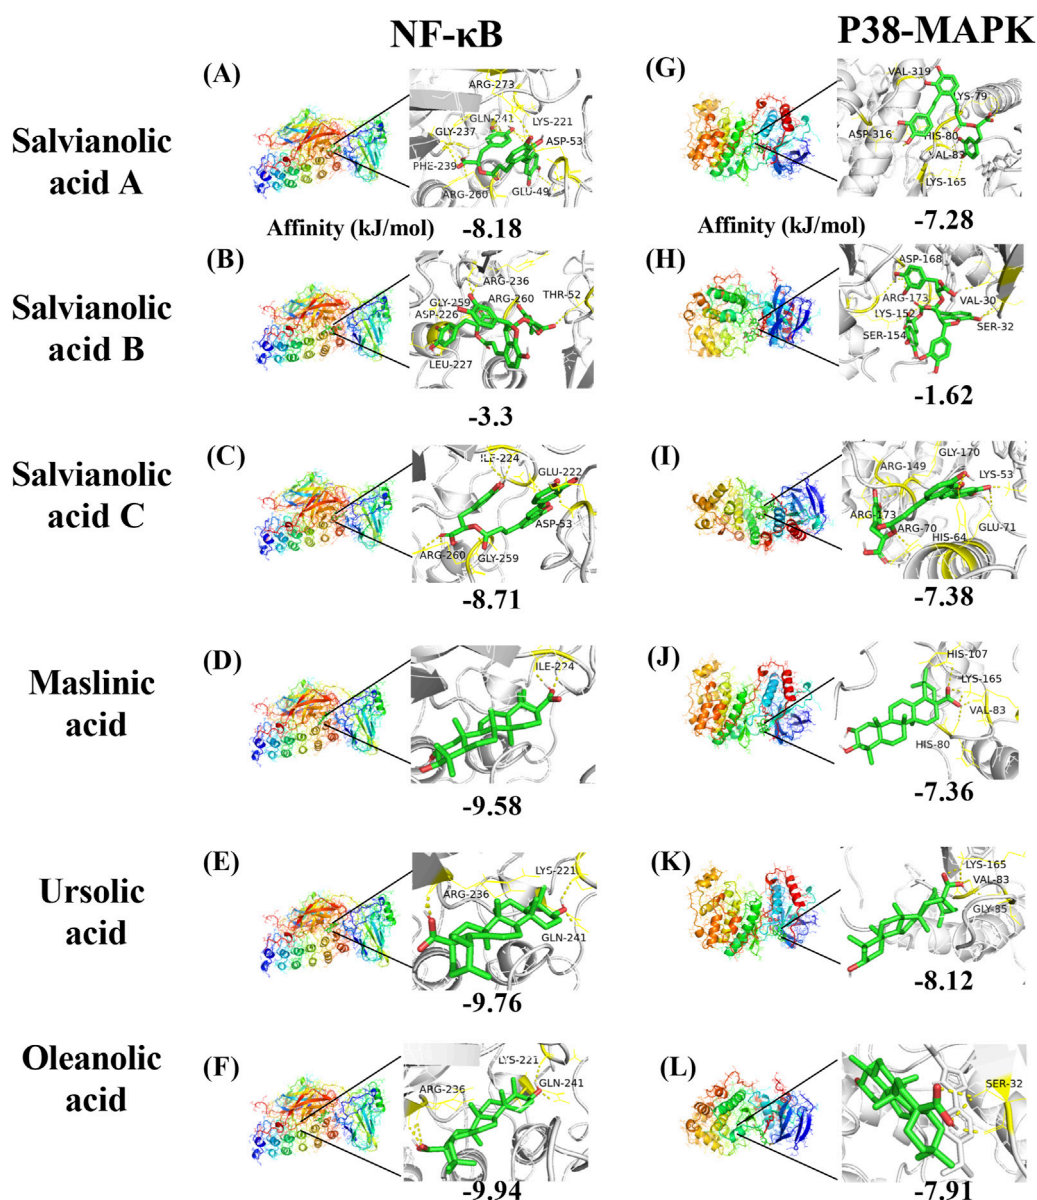 NF-κB
P38-MAPK
Salvianolic
acid A
(A)
ARG-273
GLN-241
LYS-221
GLY-237
ASP-53
PHE-239
ARG-260
GLU-49
Affinity (kJ/mol)
-8.18
(G)
VAL-319
LYS-79
ASP-316
HIS-80
VAL-83
LYS-165
Affinity (kJ/mol)
-7.28
Salvianolic
acid B
(B)
ARG-236
GLY-259
ARG-260
THR-52
ASP-226
LEU-227
-3.3
(H)
ASP-168
ARG-173
VAL-30
LYS-152
SER-32
SER-154
-1.62
Salvianolic
acid C
(C)
ILE-224
GLU-222
ASP-53
ARG-260
GLY-259
-8.71
(I)
GLY-170
ARG-149
LYS-53
ARG-173
ARG-70
GLU-71
HIS-64
-7.38
Maslinic
acid
(D)
ILE-224
-9.58
(J)
HIS-107
LYS-165
VAL-83
HIS-80
-7.36
Ursolic
acid
(E)
LYS-221
ARG-236
GLN-241
-9.76
(K)
LYS-165
VAL-83
GLY-85
-8.12
Oleanolic
acid
(F)
LYS-221
ARG-236
GLN-241
-9.94
(L)
SER-32
-7.91